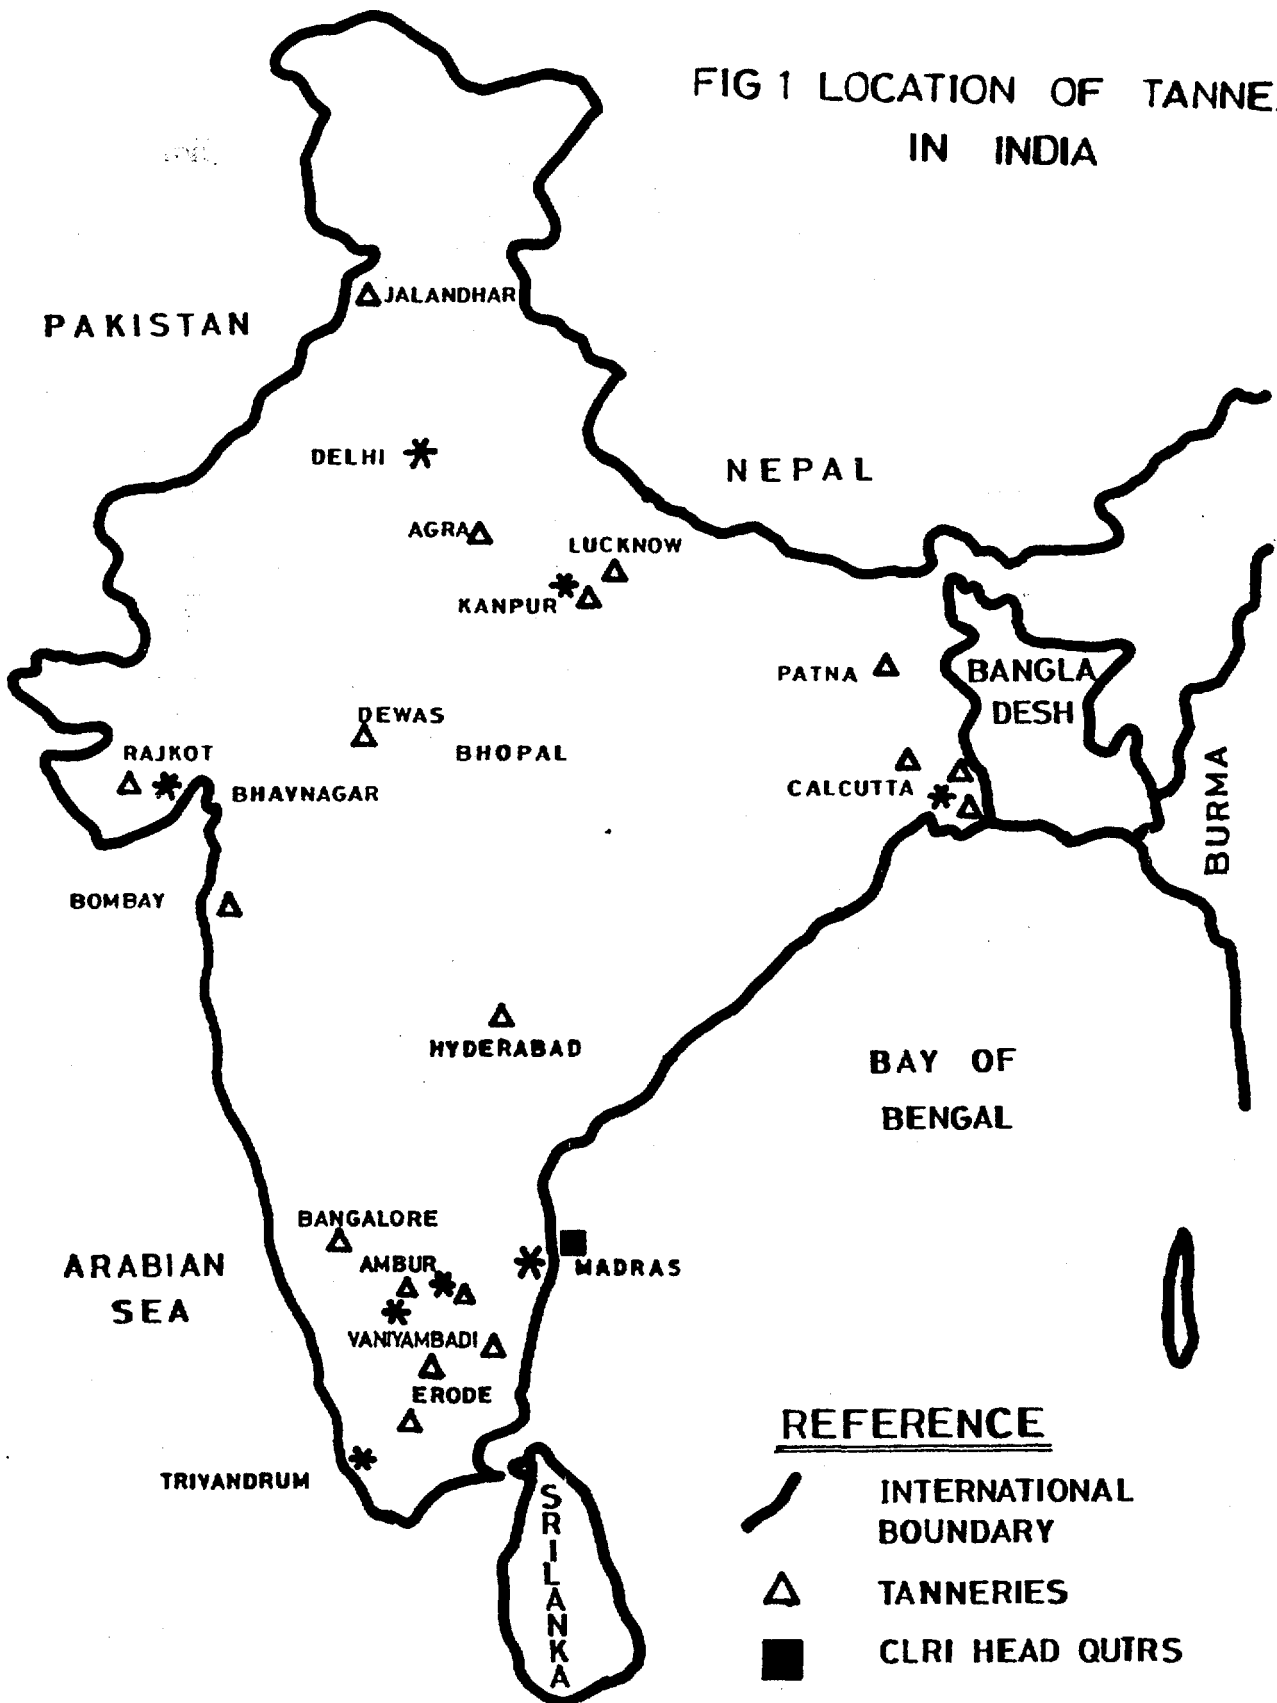 FIG 1 LOCATION OF TANNE
IN INDIA
PAKISTAN
JALANDHAR
DELHI
NEPAL
AGRA
LUCKNOW
KANPUR
PATNA
BANGLA
DESH
DEWAS
BHOPAL
RAJKOT
BHAVNAGAR
CALCUTTA
BURMA
BOMBAY
HYDERABAD
BAY OF
BENGAL
BANGALORE
AMBUR
MADRAS
ARABIAN
SEA
VANIYAMBADI
ERODE
TRIVANDRUM
SRILANKA
REFERENCE
INTERNATIONAL
BOUNDARY
TANNERIES
CLRI HEAD QUTRS